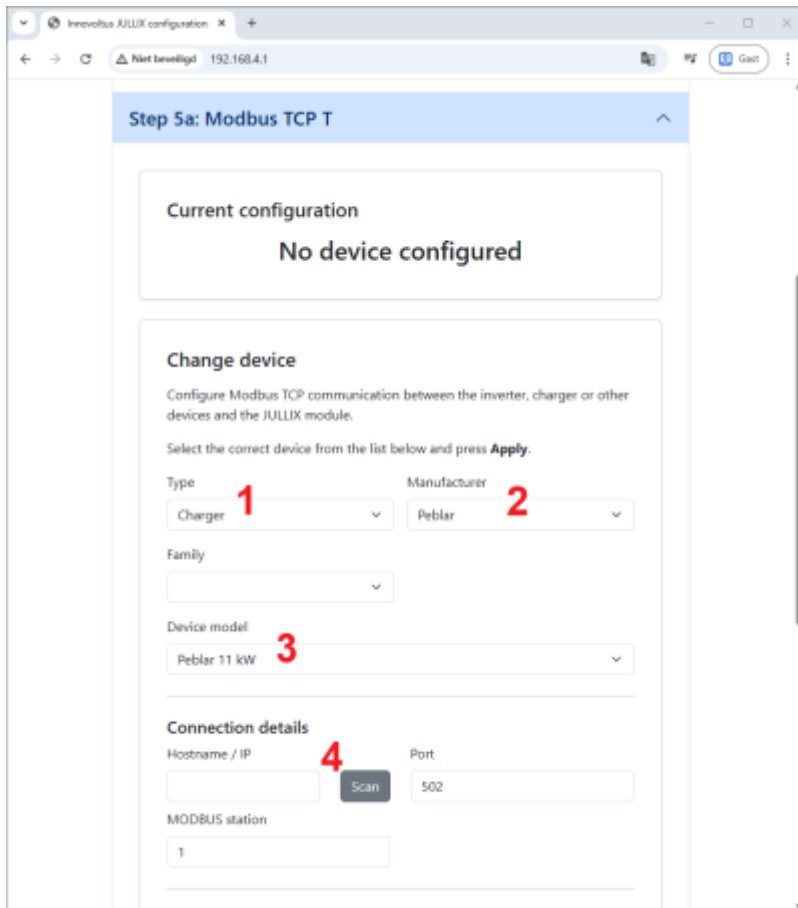 Innovoltus JULLIX configuration
Niet beveiligd 192.168.4.1
Gast
Step 5a: Modbus TCP T
Current configuration
No device configured
Change device
Configure Modbus TCP communication between the inverter, charger or other
devices and the JULLIX module.
Select the correct device from the list below and press Apply.
Type Manufacturer
1 2
Charger Peblar
Family
Device model
3
Peblar 11 kW
Connection details
Hostname / IP 4 Port
Scan 502
MODBUS station
1